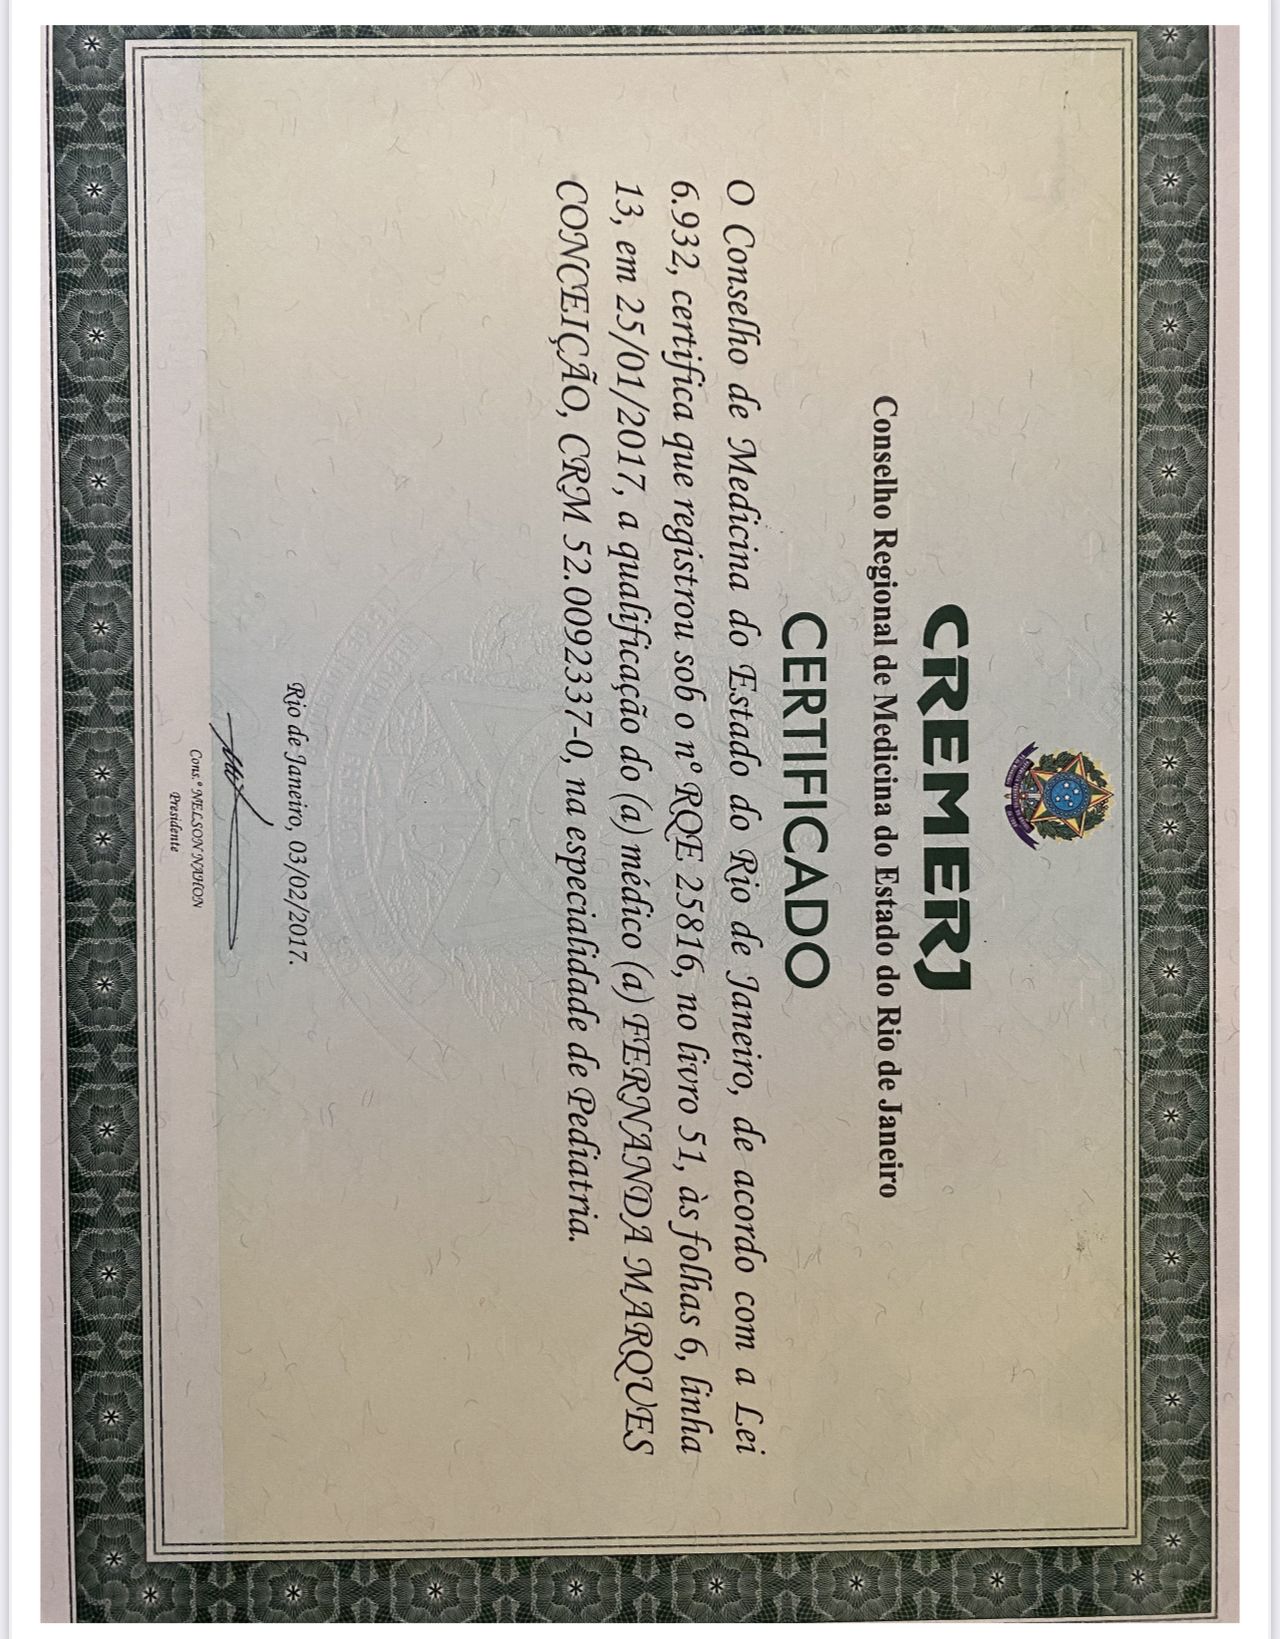 CREMERJ
Conselho Regional de Medicina do Estado do Rio de Janeiro
CERTIFICADO
O Conselho de Medicina do Estado do Rio de Janeiro, de acordo com a Lei
6.932, certifica que registrou sob o nº RQE 25816, no livro 51, às folhas 6, linha
13, em 25/01/2017, a qualificação do (a) médico (a) FERNANDA MARQUES
CONCEIÇÃO, CRM 52.0092337-0, na especialidade de Pediatria.
Rio de Janeiro, 03/02/2017.
Cons.º NELSON NAHON
Presidente